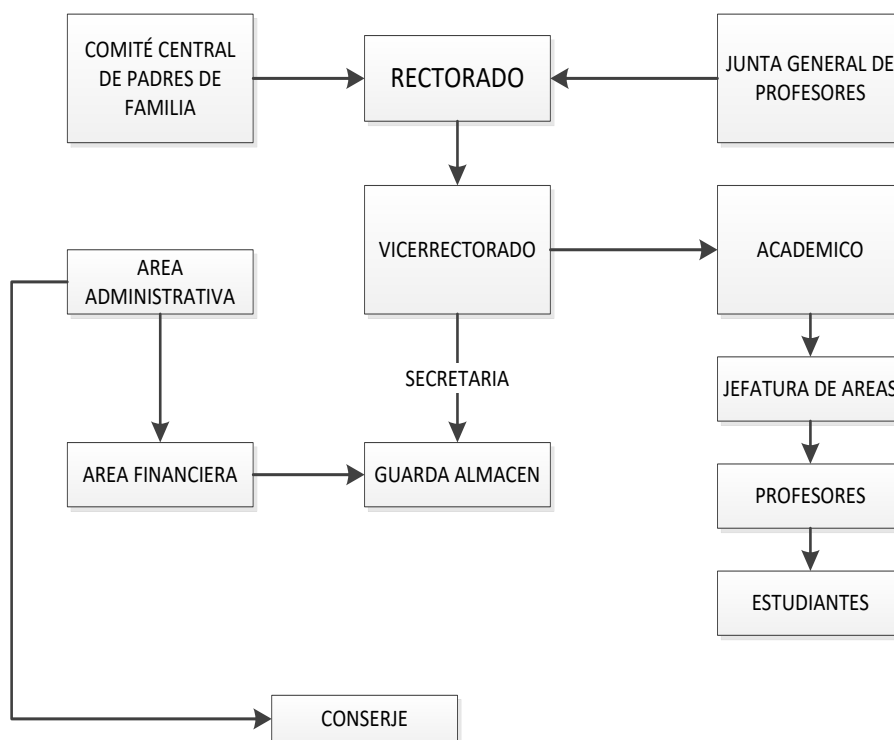 COMITÉ CENTRAL
DE PADRES DE
FAMILIA
RECTORADO
JUNTA GENERAL DE
PROFESORES
VICERRECTORADO
ACADEMICO
AREA
ADMINISTRATIVA
SECRETARIA
JEFATURA DE AREAS
AREA FINANCIERA
GUARDA ALMACEN
PROFESORES
ESTUDIANTES
CONSERJE